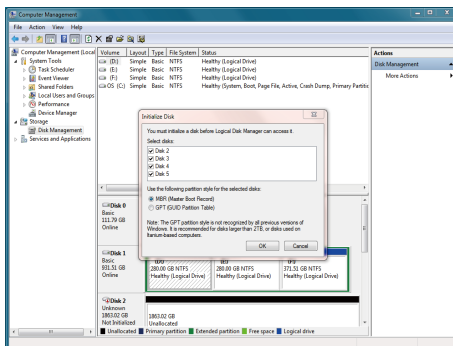 Computer Management
File Action View Help
Computer Management (Local
System Tools
Task Scheduler
Event Viewer
Shared Folders
Local Users and Groups
Performance
Device Manager
Storage
Disk Management
Services and Applications
Volume Layout Type File System Status
(D:) Simple Basic NTFS Healthy (Logical Drive)
(E:) Simple Basic NTFS Healthy (Logical Drive)
(F:) Simple Basic NTFS Healthy (Logical Drive)
OS (C:) Simple Basic NTFS Healthy (System, Boot, Page File, Active, Crash Dump, Primary Partitic
Actions
Disk Management
More Actions
Initialize Disk
You must initialize a disk before Logical Disk Manager can access it.
Select disks:
Disk 2
Disk 3
Disk 4
Disk 5
Use the following partition style for the selected disks:
MBR (Master Boot Record)
GPT (GUID Partition Table)
Note: The GPT partition style is not recognized by all previous versions of
Windows. It is recommended for disks larger than 2TB, or disks used on
Itanium-based computers.
OK Cancel
Disk 0
Basic
111.79 GB
Online
Disk 1
Basic
931.51 GB
Online
280.00 GB NTFS
Healthy (Logical Drive)
280.00 GB NTFS
Healthy (Logical Drive)
371.51 GB NTFS
Healthy (Logical Drive)
Disk 2
Unknown
1863.02 GB
Not Initialized
1863.02 GB
Unallocated
Unallocated Primary partition Extended partition Free space Logical drive